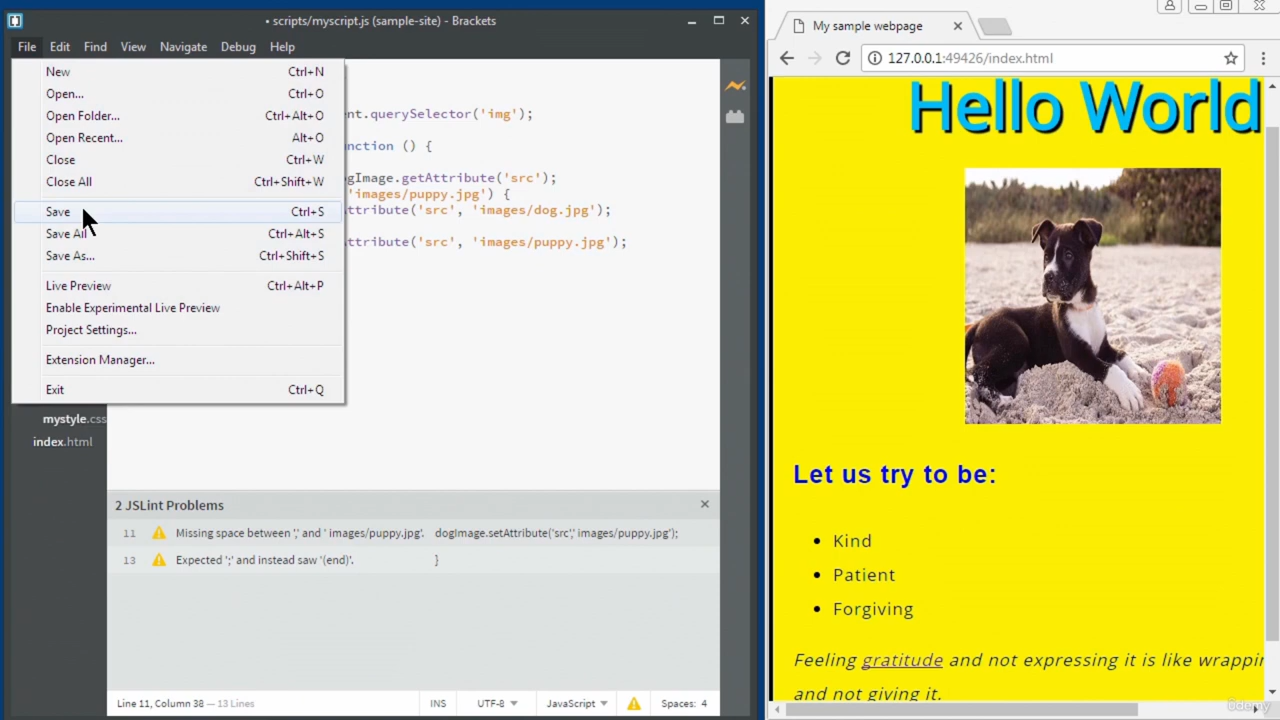 • scripts/myscript.js (sample-site) - Brackets
File Edit Find View Navigate Debug Help
New Ctrl+N
Open... Ctrl+O
Open Folder... Ctrl+Alt+O
Open Recent... Alt+O
Close Ctrl+W
Close All Ctrl+Shift+W
Save Ctrl+S
Save All Ctrl+Alt+S
Save As... Ctrl+Shift+S
Live Preview Ctrl+Alt+P
Enable Experimental Live Preview
Project Settings...
Extension Manager...
Exit Ctrl+Q
mystyle.css
index.html
nt.querySelector('img');
nction () {
gImage.getAttribute('src');
'images/puppy.jpg') {
ttribute('src', 'images/dog.jpg');
ttribute('src', 'images/puppy.jpg');
2 JSLint Problems
11 Missing space between ',' and ' images/puppy.jpg'. dogImage.setAttribute('src',' images/puppy.jpg');
13 Expected ';' and instead saw '(end)'. }
Line 11, Column 38 — 13 Lines INS UTF-8 JavaScript Spaces: 4
My sample webpage
127.0.0.1:49426/index.html
Hello World
Let us try to be:
• Kind
• Patient
• Forgiving
Feeling gratitude and not expressing it is like wrappin
and not giving it.
ûdemy